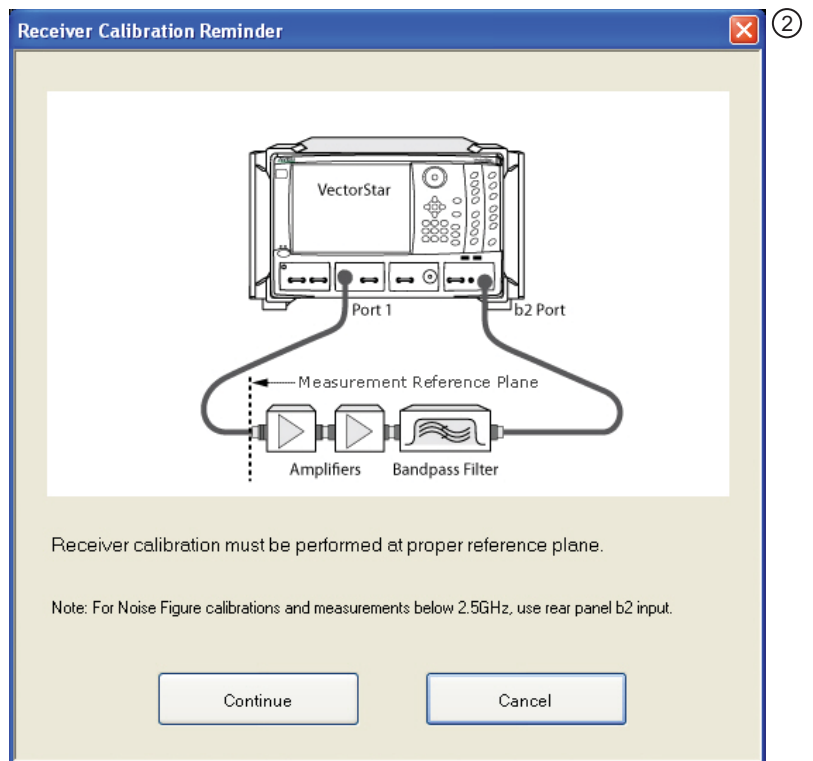 Receiver Calibration Reminder
2
VectorStar
Port 1
b2 Port
Measurement Reference Plane
Amplifiers
Bandpass Filter
Receiver calibration must be performed at proper reference plane.
Note: For Noise Figure calibrations and measurements below 2.5GHz, use rear panel b2 input.
Continue
Cancel